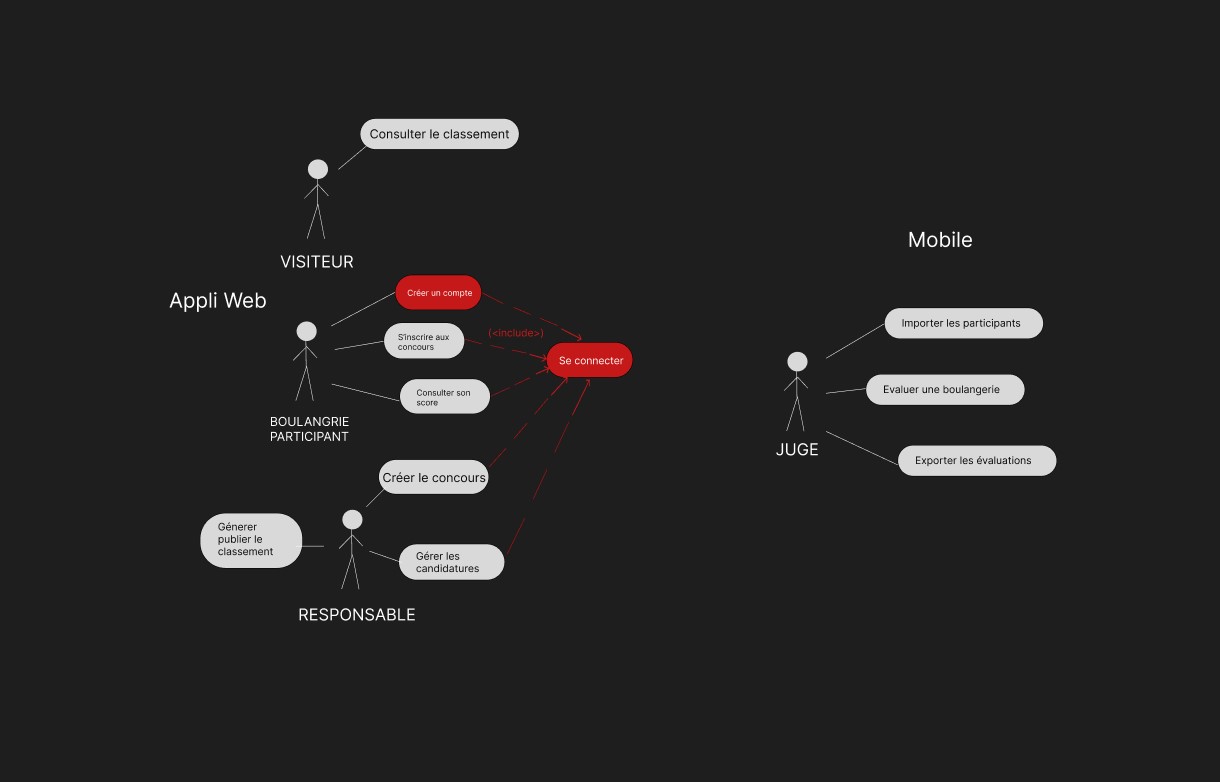 Consulter le classement
VISITEUR
Appli Web
Créer un compte
S'inscrire aux
concours
(<include>)
Se connecter
Consulter son
score
BOULANGRIE
PARTICIPANT
Créer le concours
Génerer
publier le
classement
Gérer les
candidatures
RESPONSABLE
Mobile
Importer les participants
Evaluer une boulangerie
Exporter les évaluations
JUGE